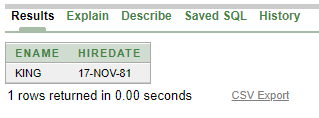 Results Explain Describe Saved SQL History
ENAME HIREDATE
KING 17-NOV-81
1 rows returned in 0.00 seconds CSV Export